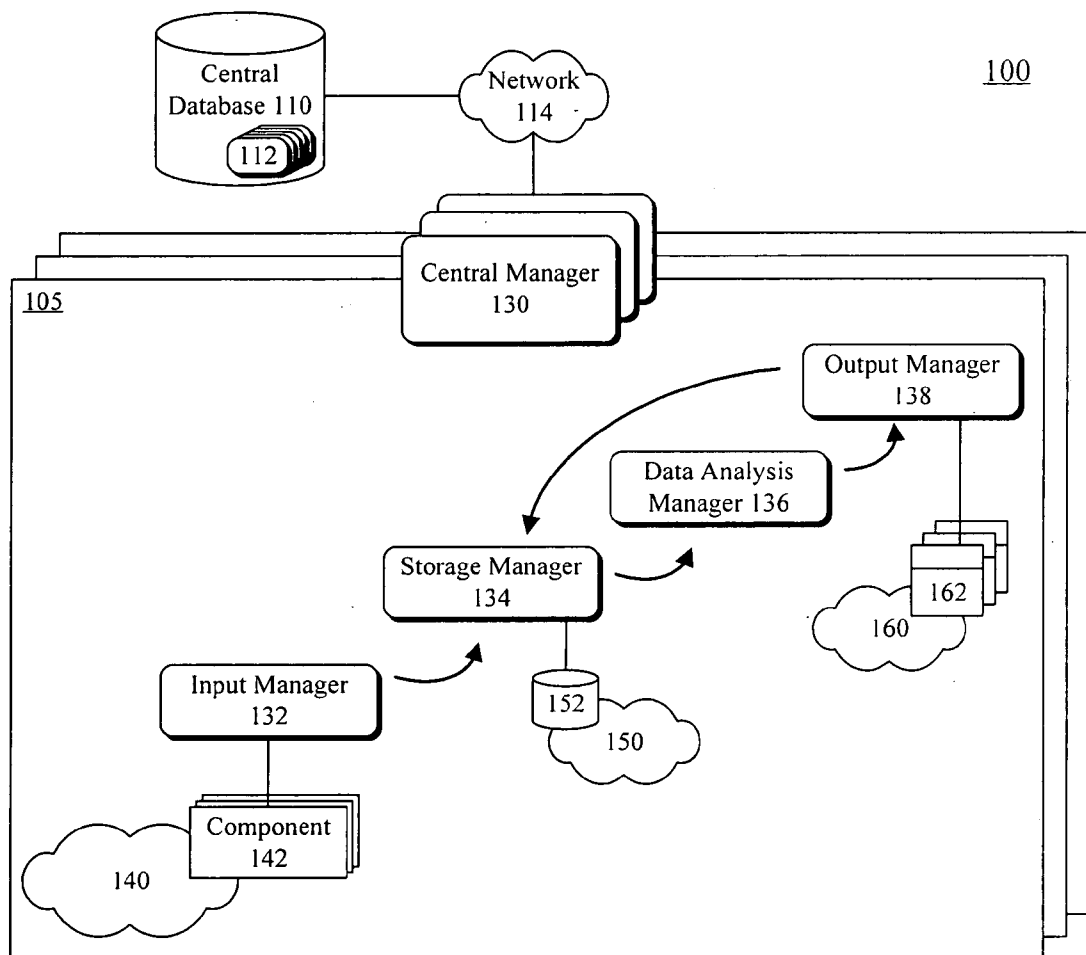 100
Central
Database 110
112
Network
114
Central Manager
130
105
Output Manager
138
Data Analysis
Manager 136
Storage Manager
134
162
160
Input Manager
132
152
150
Component
142
140